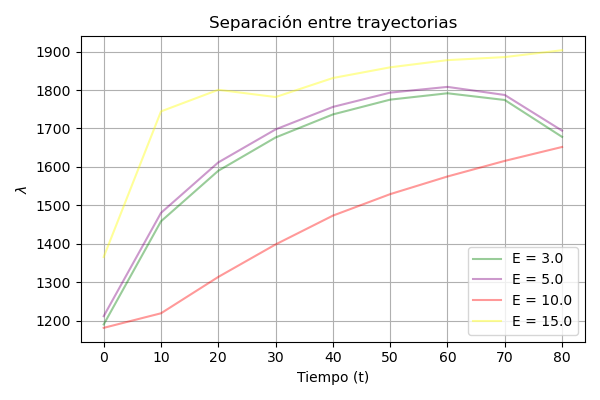 Separación entre trayectorias
1900
1800
1700
1600
1500
1400
1300
1200
λ
0 10 20 30 40 50 60 70 80
Tiempo (t)
E = 3.0
E = 5.0
E = 10.0
E = 15.0